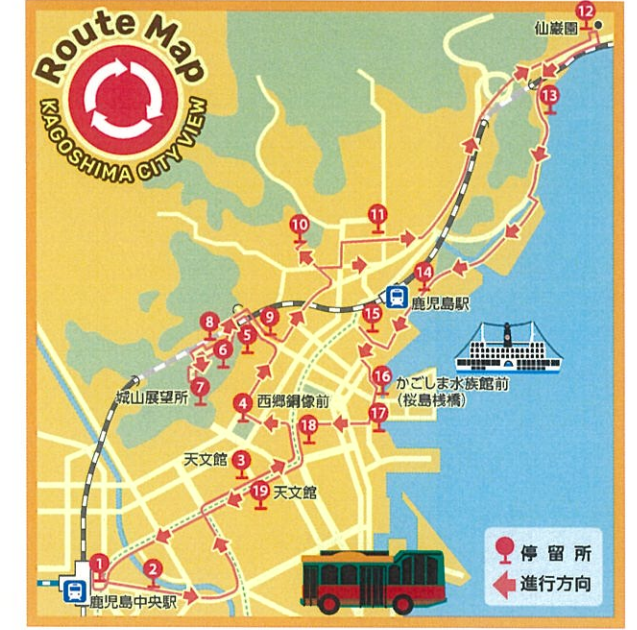 Route Map
KAGOSHIMA CITY VIEW
12
仙巌園
13
10
11
14
鹿児島駅
15
8
9
5
6
7
城山展望所
16
かごしま水族館前
(桜島桟橋)
4
西郷銅像前
17
18
天文館
3
19
天文館
1
2
鹿児島中央駅
停留所
進行方向